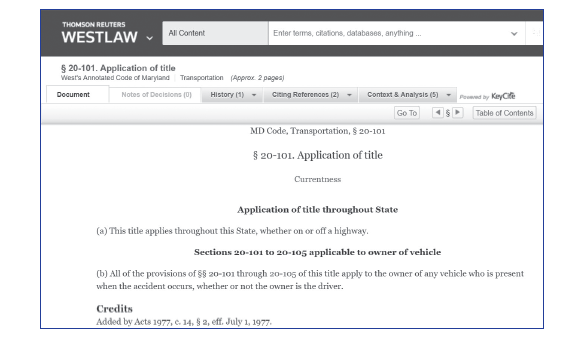 THOMSON REUTERS
WESTLAW
All Content
Enter terms, citations, databases, anything ...
§ 20-101. Application of title
West's Annotated Code of Maryland Transportation (Approx. 2 pages)
Document Notes of Decisions (0) History (1) Citing References (2) Context & Analysis (5) Powered by KeyCite
Go To § Table of Contents
MD Code, Transportation, § 20-101
§ 20-101. Application of title
Currentness
Application of title throughout State
(a) This title applies throughout this State, whether on or off a highway.
Sections 20-101 to 20-105 applicable to owner of vehicle
(b) All of the provisions of §§ 20-101 through 20-105 of this title apply to the owner of any vehicle who is present
when the accident occurs, whether or not the owner is the driver.
Credits
Added by Acts 1977, c. 14, § 2, eff. July 1, 1977.